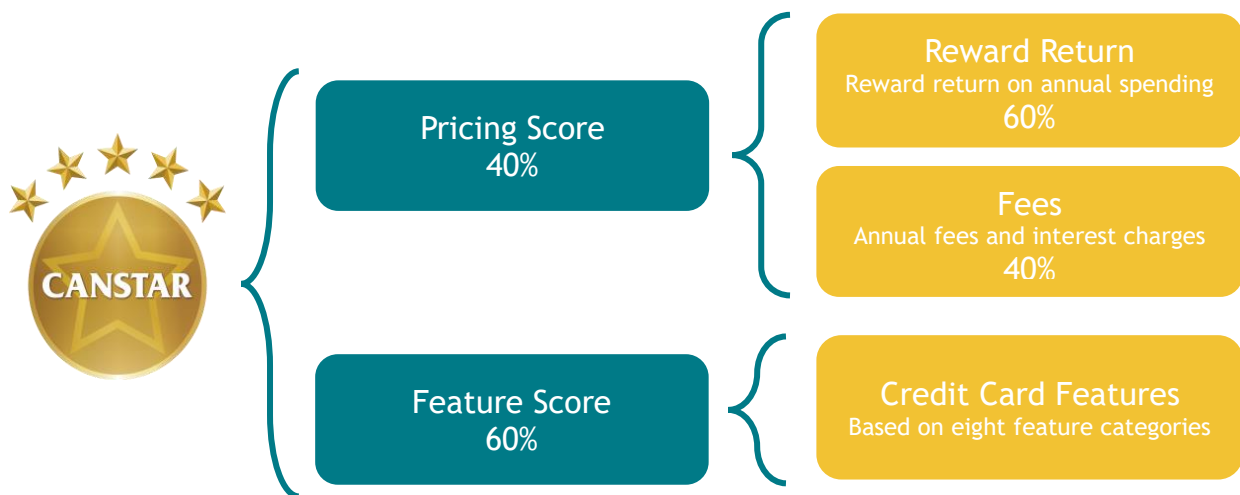 CANSTAR
Pricing Score
40%
Reward Return
Reward return on annual spending
60%
Fees
Annual fees and interest charges
40%
Feature Score
60%
Credit Card Features
Based on eight feature categories